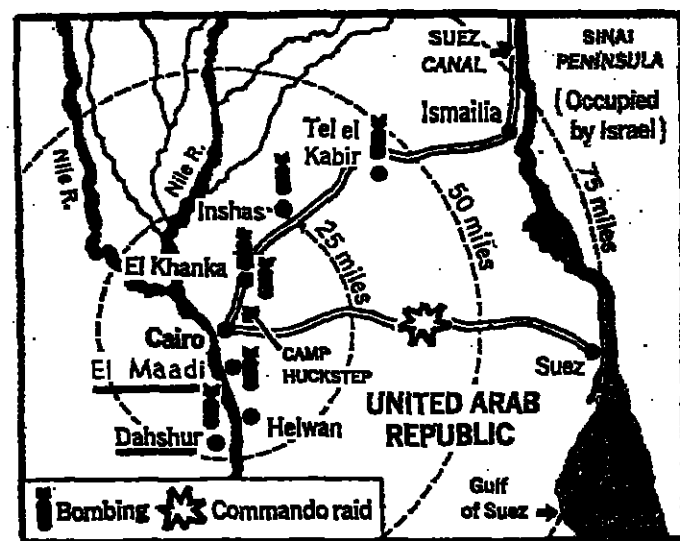 SUEZ
CANAL
SINAI
PENINSULA
(Occupied
by Israel)
Ismailia
Tel el
Kabir
Nile R.
Nile R.
Inshas
75 miles
50 miles
25 miles
El Khanka
Cairo
CAMP
HUCKSTEP
El Maadi
Suez
UNITED ARAB
REPUBLIC
Dahshur
Helwan
Gulf
of Suez
Bombing
Commando raid